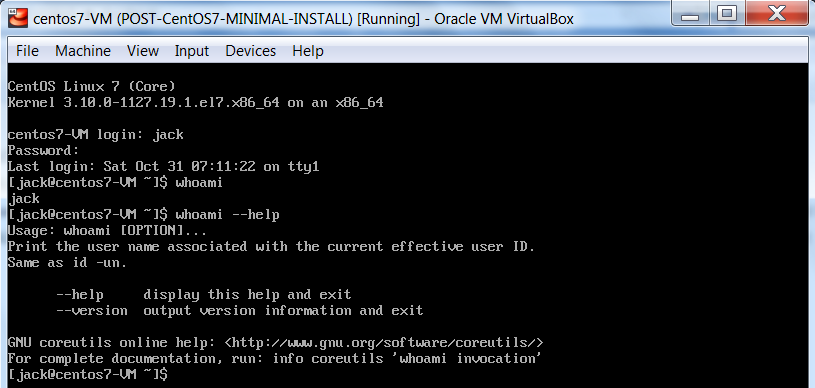 centos7-VM (POST-CentOS7-MINIMAL-INSTALL) [Running] - Oracle VM VirtualBox
File Machine View Input Devices Help
CentOS Linux 7 (Core)
Kernel 3.10.0-1127.19.1.el7.x86_64 on an x86_64
centos7-VM login: jack
Password:
Last login: Sat Oct 31 07:11:22 on tty1
[jack@centos7-VM ~]$ whoami
jack
[jack@centos7-VM ~]$ whoami --help
Usage: whoami [OPTION]...
Print the user name associated with the current effective user ID.
Same as id -un.
--help     display this help and exit
--version  output version information and exit
GNU coreutils online help: <http://www.gnu.org/software/coreutils/>
For complete documentation, run: info coreutils 'whoami invocation'
[jack@centos7-VM ~]$